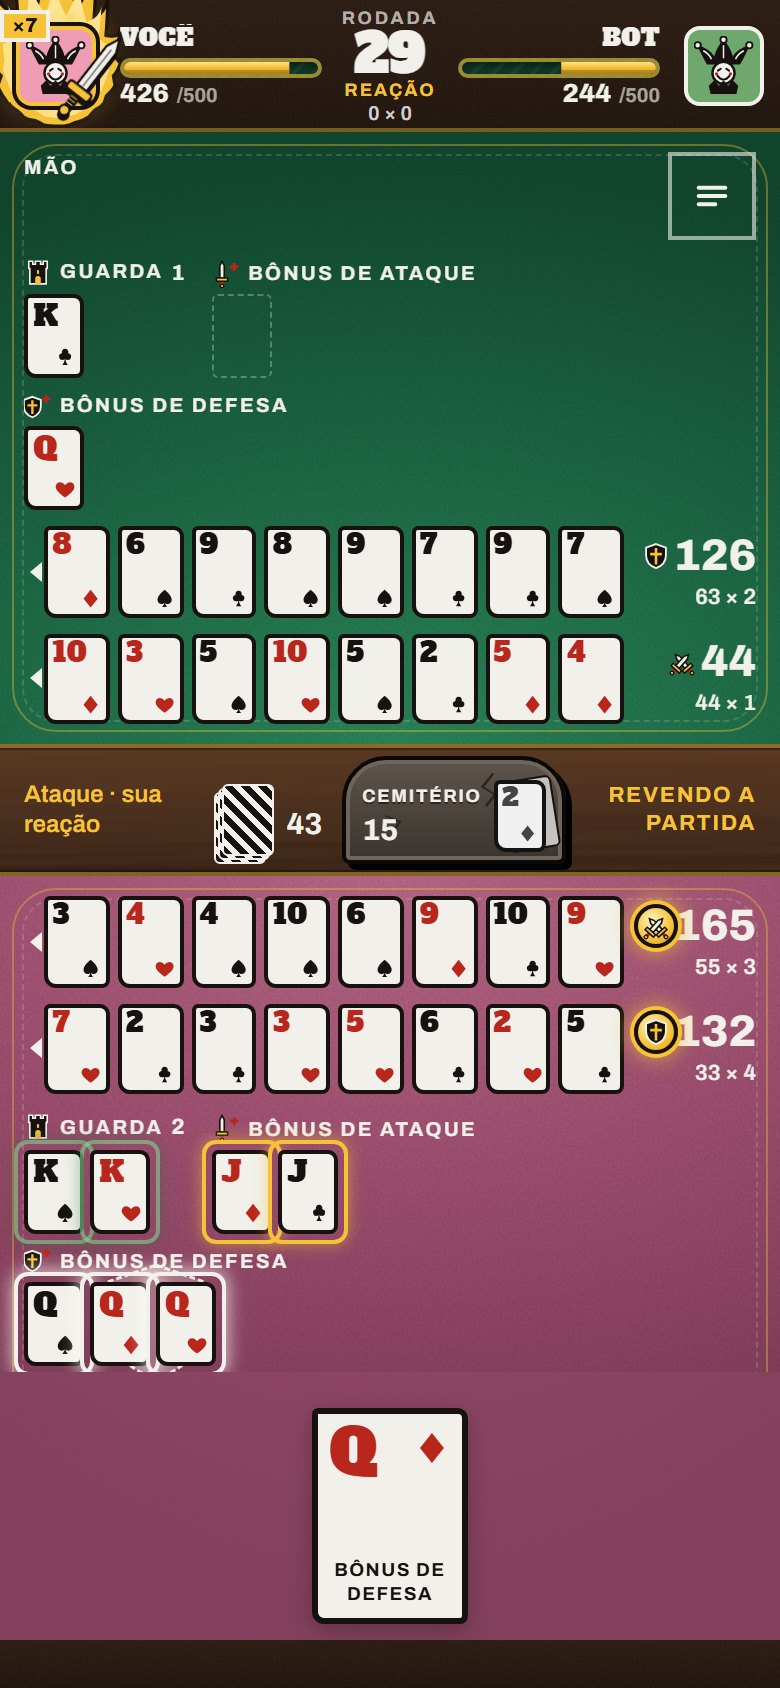 ×7
VOCÊ
426 /500
RODADA
29
REAÇÃO
0 × 0
BOT
244 /500
MÃO
GUARDA 1
BÔNUS DE ATAQUE
K
BÔNUS DE DEFESA
Q
8 6 9 8 9 7 9 7
126
63 × 2
10 3 5 10 5 2 5 4
44
44 × 1
Ataque · sua
reação
43
CEMITÉRIO
15
2
REVENDO A
PARTIDA
3 4 4 10 6 9 10 9
165
55 × 3
7 2 3 3 5 6 2 5
132
33 × 4
GUARDA 2
BÔNUS DE ATAQUE
K K J J
BÔNUS DE DEFESA
Q Q Q
Q
BÔNUS DE
DEFESA